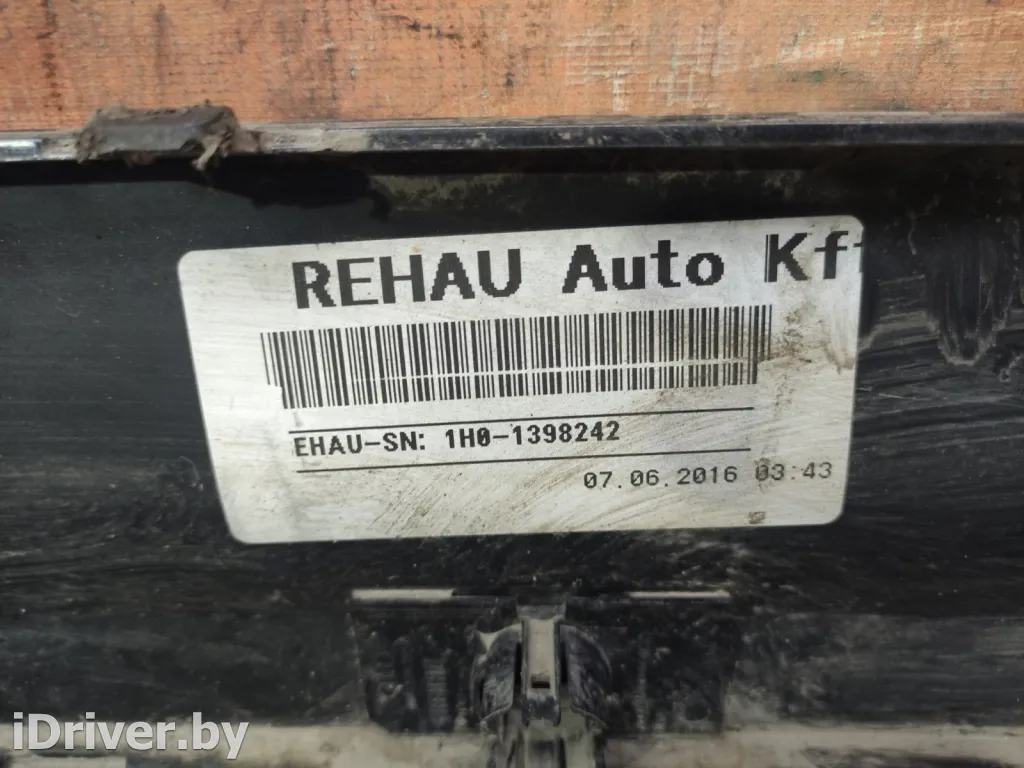 REHAU Auto Kf
EHAU-SN: 1H0-1398242
07.06.2016 03:43
iDriver.by